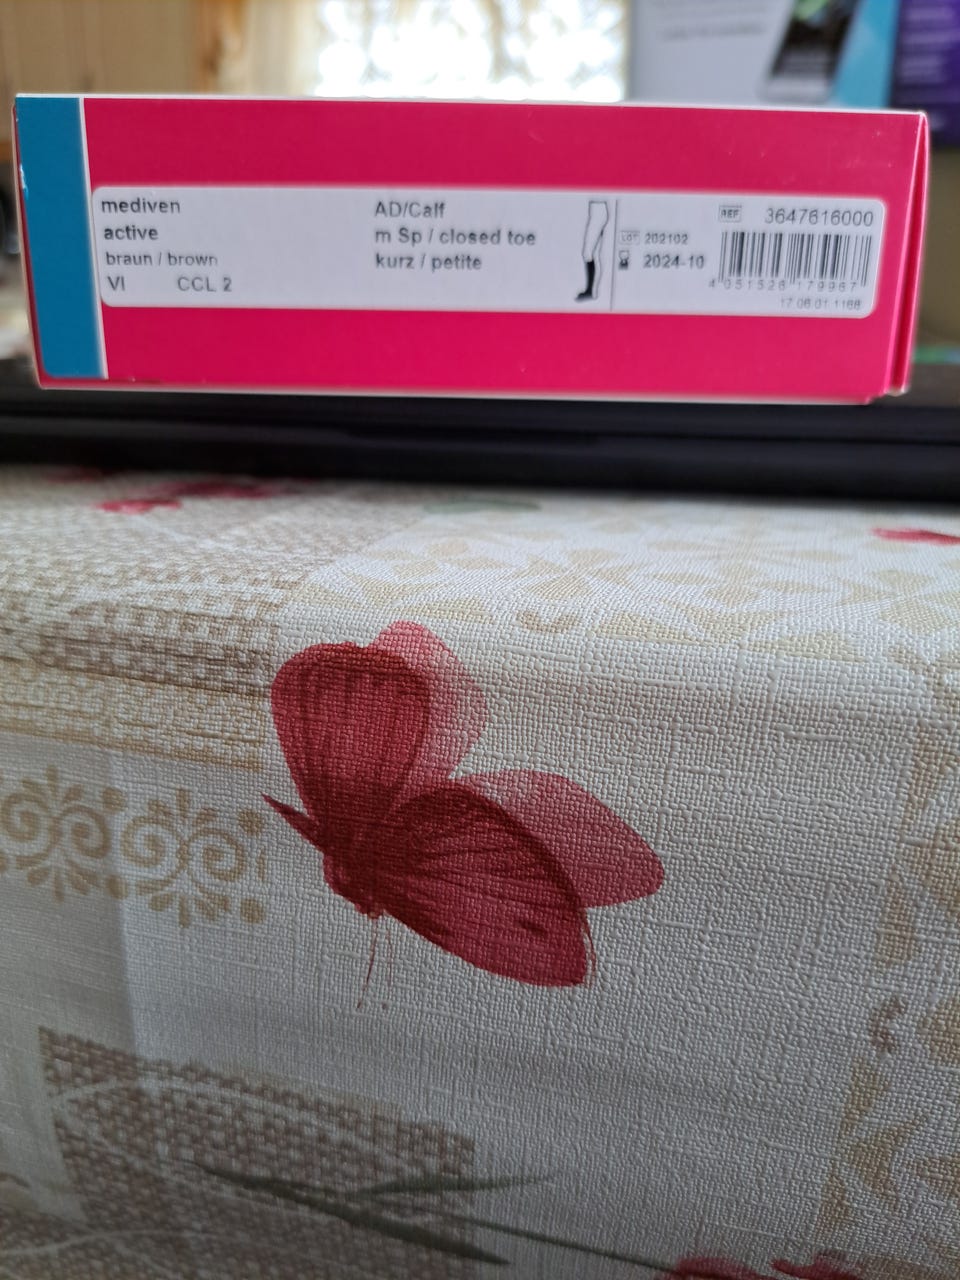 mediven
active
braun / brown
VI CCL 2
AD/Calf
m Sp / closed toe
kurz / petite
LOT 202102
2024-10
REF 3647616000
4 051526 179967
17.06.01.1168